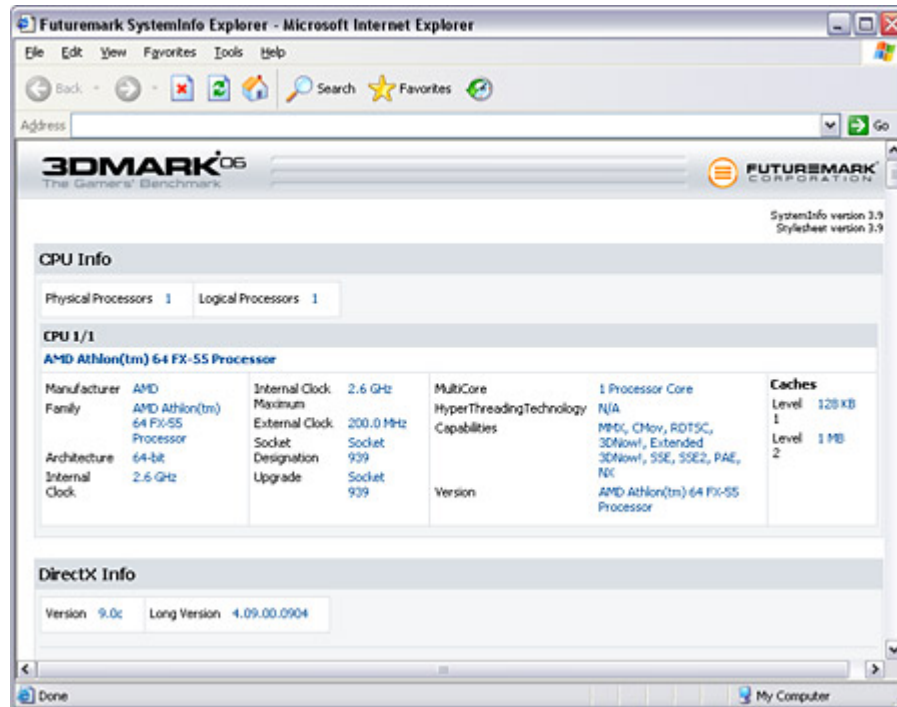 Futuremark SystemInfo Explorer - Microsoft Internet Explorer
File Edit View Favorites Tools Help
Back Search Favorites
Address Go
3DMARK'06
The Gamers' Benchmark
FUTUREMARK
CORPORATION
SystemInfo version 3.9
Stylesheet version 3.9
CPU Info
Physical Processors 1 Logical Processors 1
CPU 1/1
AMD Athlon(tm) 64 FX-55 Processor
Manufacturer AMD
Family AMD Athlon(tm)
64 FX-55
Processor
Architecture 64-bit
Internal 2.6 GHz
Clock
Internal Clock 2.6 GHz
Maximum
External Clock 200.0 MHz
Socket Socket
Designation 939
Upgrade Socket
939
MultiCore 1 Processor Core
HyperThreadingTechnology N/A
Capabilities MMX, CMov, RDTSC,
3DNow!, Extended
3DNow!, SSE, SSE2, PAE,
NX
Version AMD Athlon(tm) 64 FX-55
Processor
Caches
Level 128 KB
1
Level 1 MB
2
DirectX Info
Version 9.0c Long Version 4.09.00.0904
Done My Computer